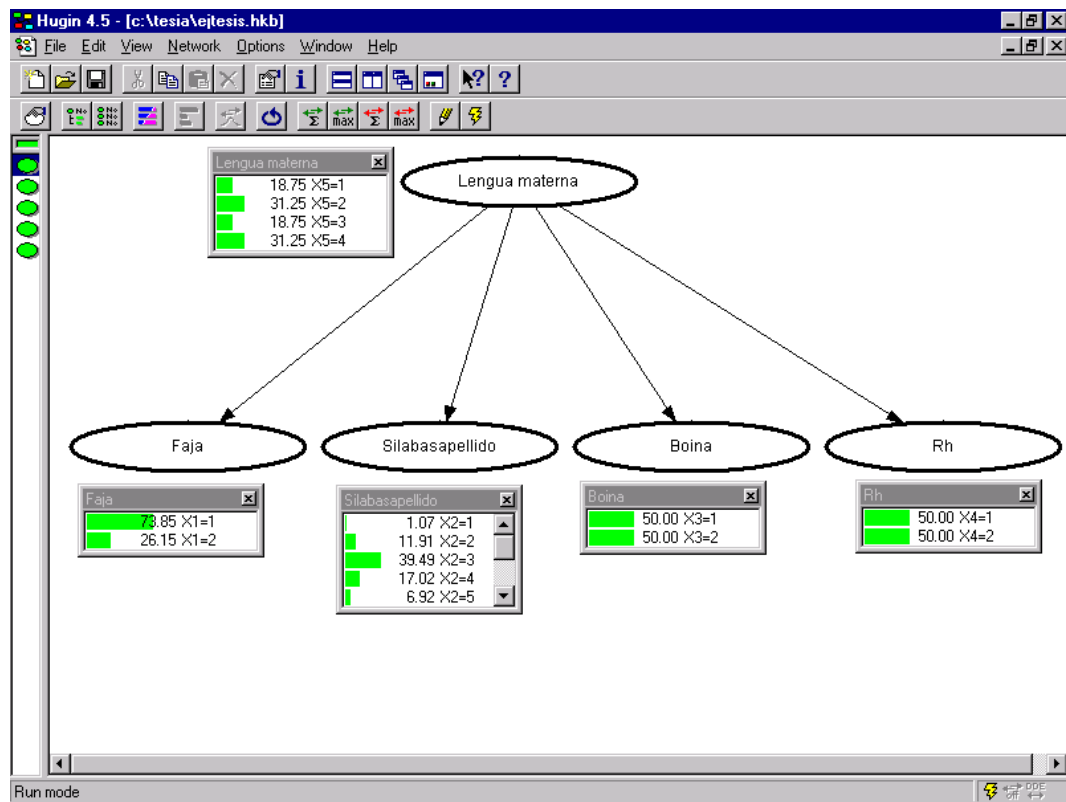 Hugin 4.5 - [c:\tesia\ejtesis.hkb]
File Edit View Network Options Window Help
Lengua materna
18.75 X5=1
31.25 X5=2
18.75 X5=3
31.25 X5=4
Lengua materna
Faja
Silabasapellido
Boina
Rh
Faja
73.85 X1=1
26.15 X1=2
Silabasapellido
1.07 X2=1
11.91 X2=2
39.49 X2=3
17.02 X2=4
6.92 X2=5
Boina
50.00 X3=1
50.00 X3=2
Rh
50.00 X4=1
50.00 X4=2
Run mode